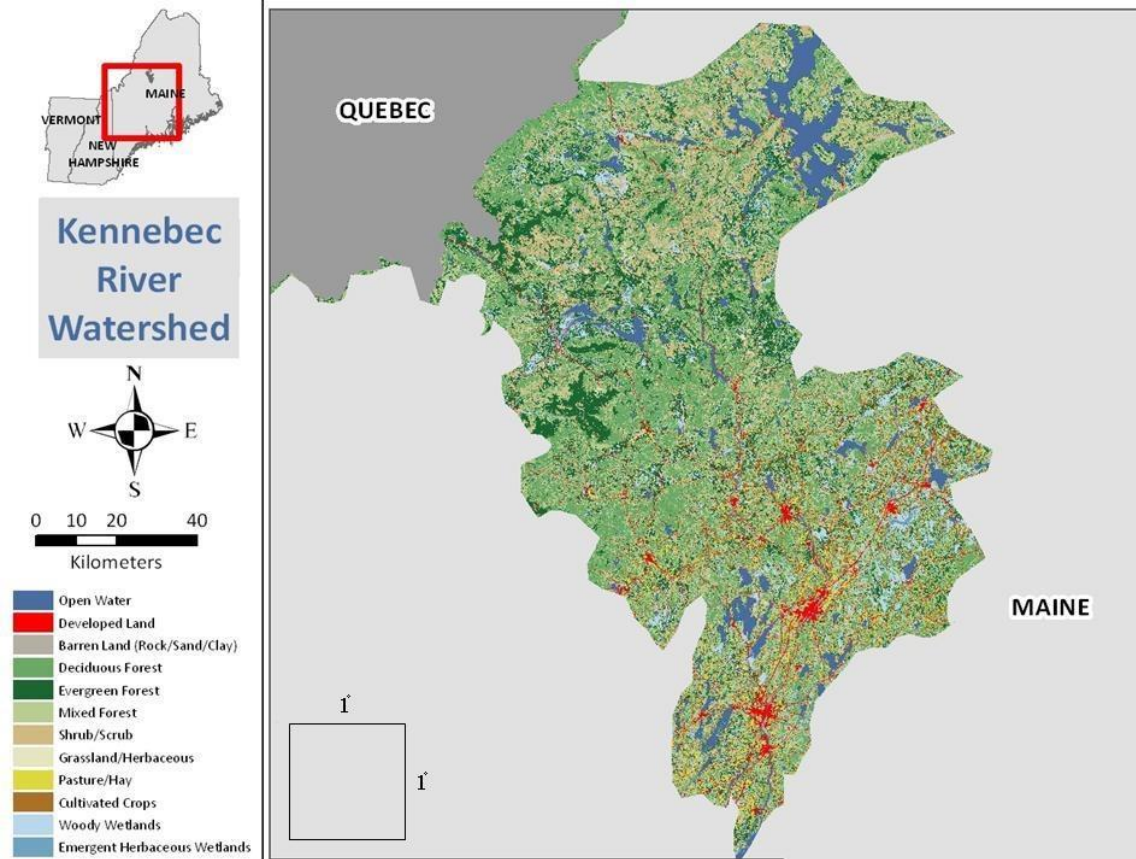 MAINE
VERMONT
NEW
HAMPSHIRE
Kennebec
River
Watershed
N
W
E
S
0 10 20 40
Kilometers
Open Water
Developed Land
Barren Land (Rock/Sand/Clay)
Deciduous Forest
Evergreen Forest
Mixed Forest
Shrub/Scrub
Grassland/Herbaceous
Pasture/Hay
Cultivated Crops
Woody Wetlands
Emergent Herbaceous Wetlands
QUEBEC
MAINE
1°
1°